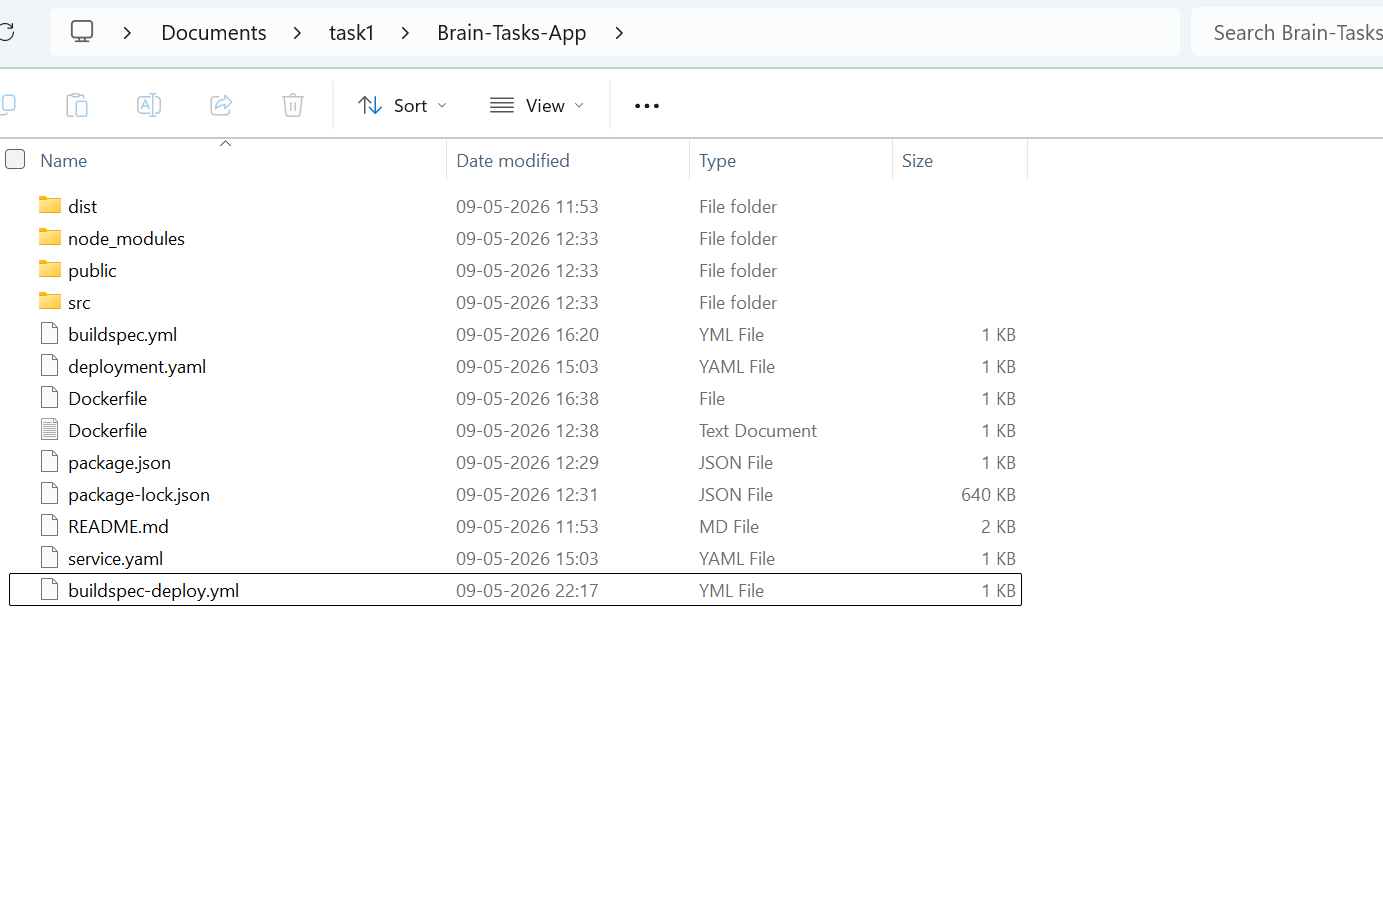 Documents > task1 > Brain-Tasks-App >
Search Brain-Tasks
Sort View
Name Date modified Type Size
dist 09-05-2026 11:53 File folder
node_modules 09-05-2026 12:33 File folder
public 09-05-2026 12:33 File folder
src 09-05-2026 12:33 File folder
buildspec.yml 09-05-2026 16:20 YML File 1 KB
deployment.yaml 09-05-2026 15:03 YAML File 1 KB
Dockerfile 09-05-2026 16:38 File 1 KB
Dockerfile 09-05-2026 12:38 Text Document 1 KB
package.json 09-05-2026 12:29 JSON File 1 KB
package-lock.json 09-05-2026 12:31 JSON File 640 KB
README.md 09-05-2026 11:53 MD File 2 KB
service.yaml 09-05-2026 15:03 YAML File 1 KB
buildspec-deploy.yml 09-05-2026 22:17 YML File 1 KB